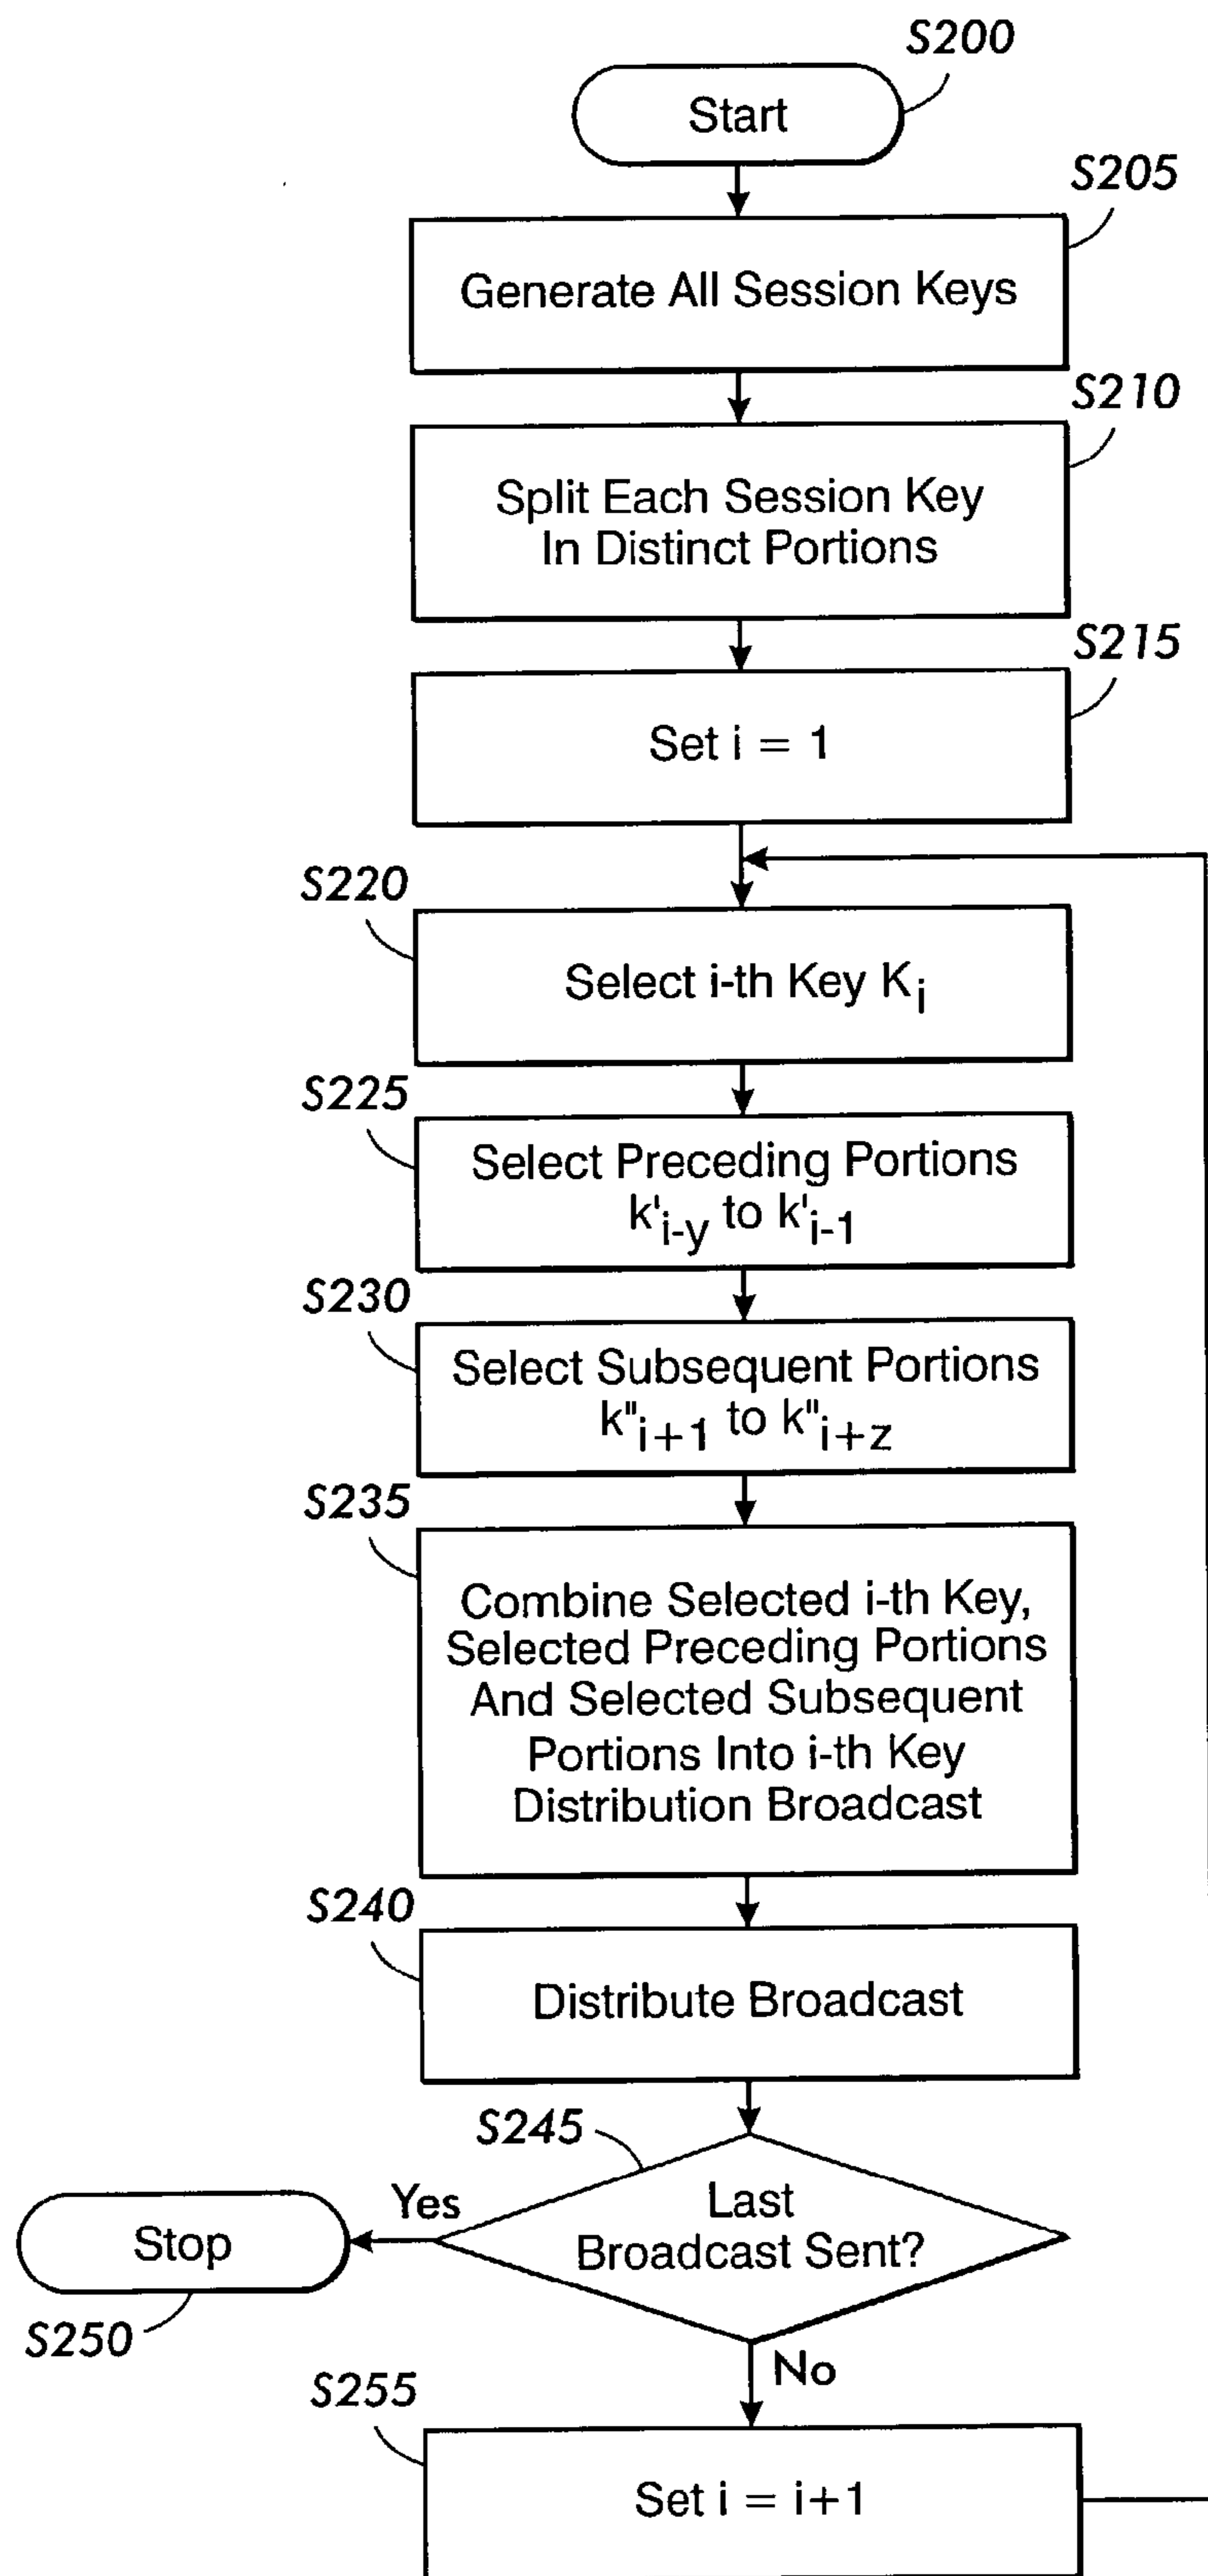 S200
Start
S205
Generate All Session Keys
S210
Split Each Session Key
In Distinct Portions
S215
Set i = 1
S220
Select i-th Key Ki
S225
Select Preceding Portions
k'i-y to k'i-1
S230
Select Subsequent Portions
k"i+1 to k"i+z
S235
Combine Selected i-th Key,
Selected Preceding Portions
And Selected Subsequent
Portions Into i-th Key
Distribution Broadcast
S240
Distribute Broadcast
S245
Last
Broadcast Sent?
Yes
Stop
S250
No
S255
Set i = i+1